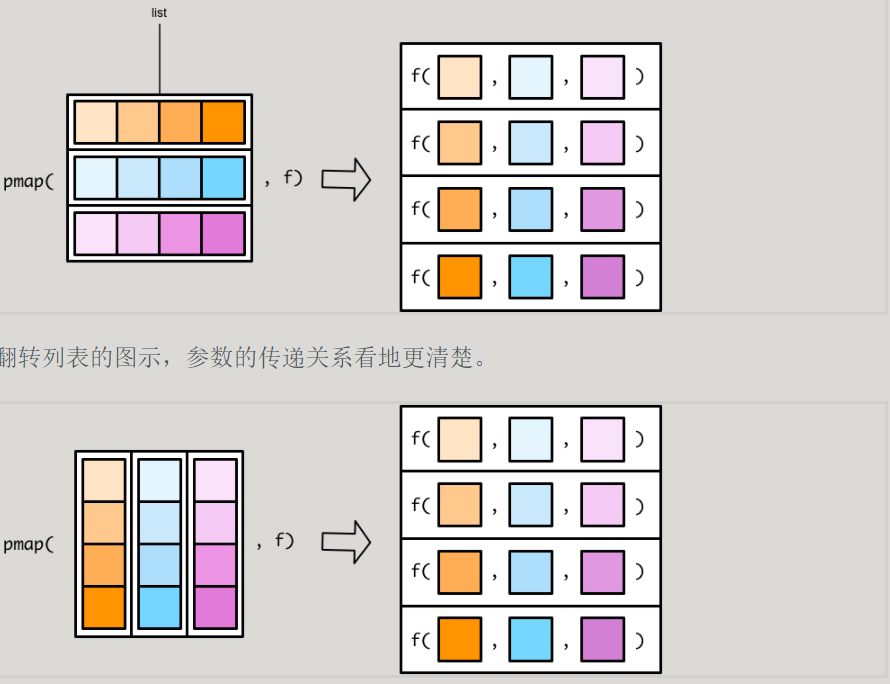 list
pmap( , f)
f( , , )
f( , , )
f( , , )
f( , , )
翻转列表的图示，参数的传递关系看地更清楚。
pmap( , f)
f( , , )
f( , , )
f( , , )
f( , , )